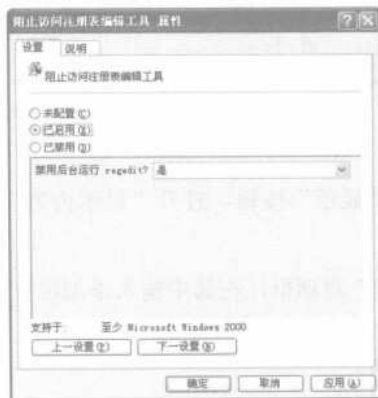 阻止访问注册表编辑工具 属性
设置 说明
阻止访问注册表编辑工具
未配置(C)
已启用(E)
已禁用(D)
禁用后台运行 regedit? 是
支持于: 至少 Microsoft Windows 2000
上一设置(P) 下一设置(N)
确定 取消 应用(A)